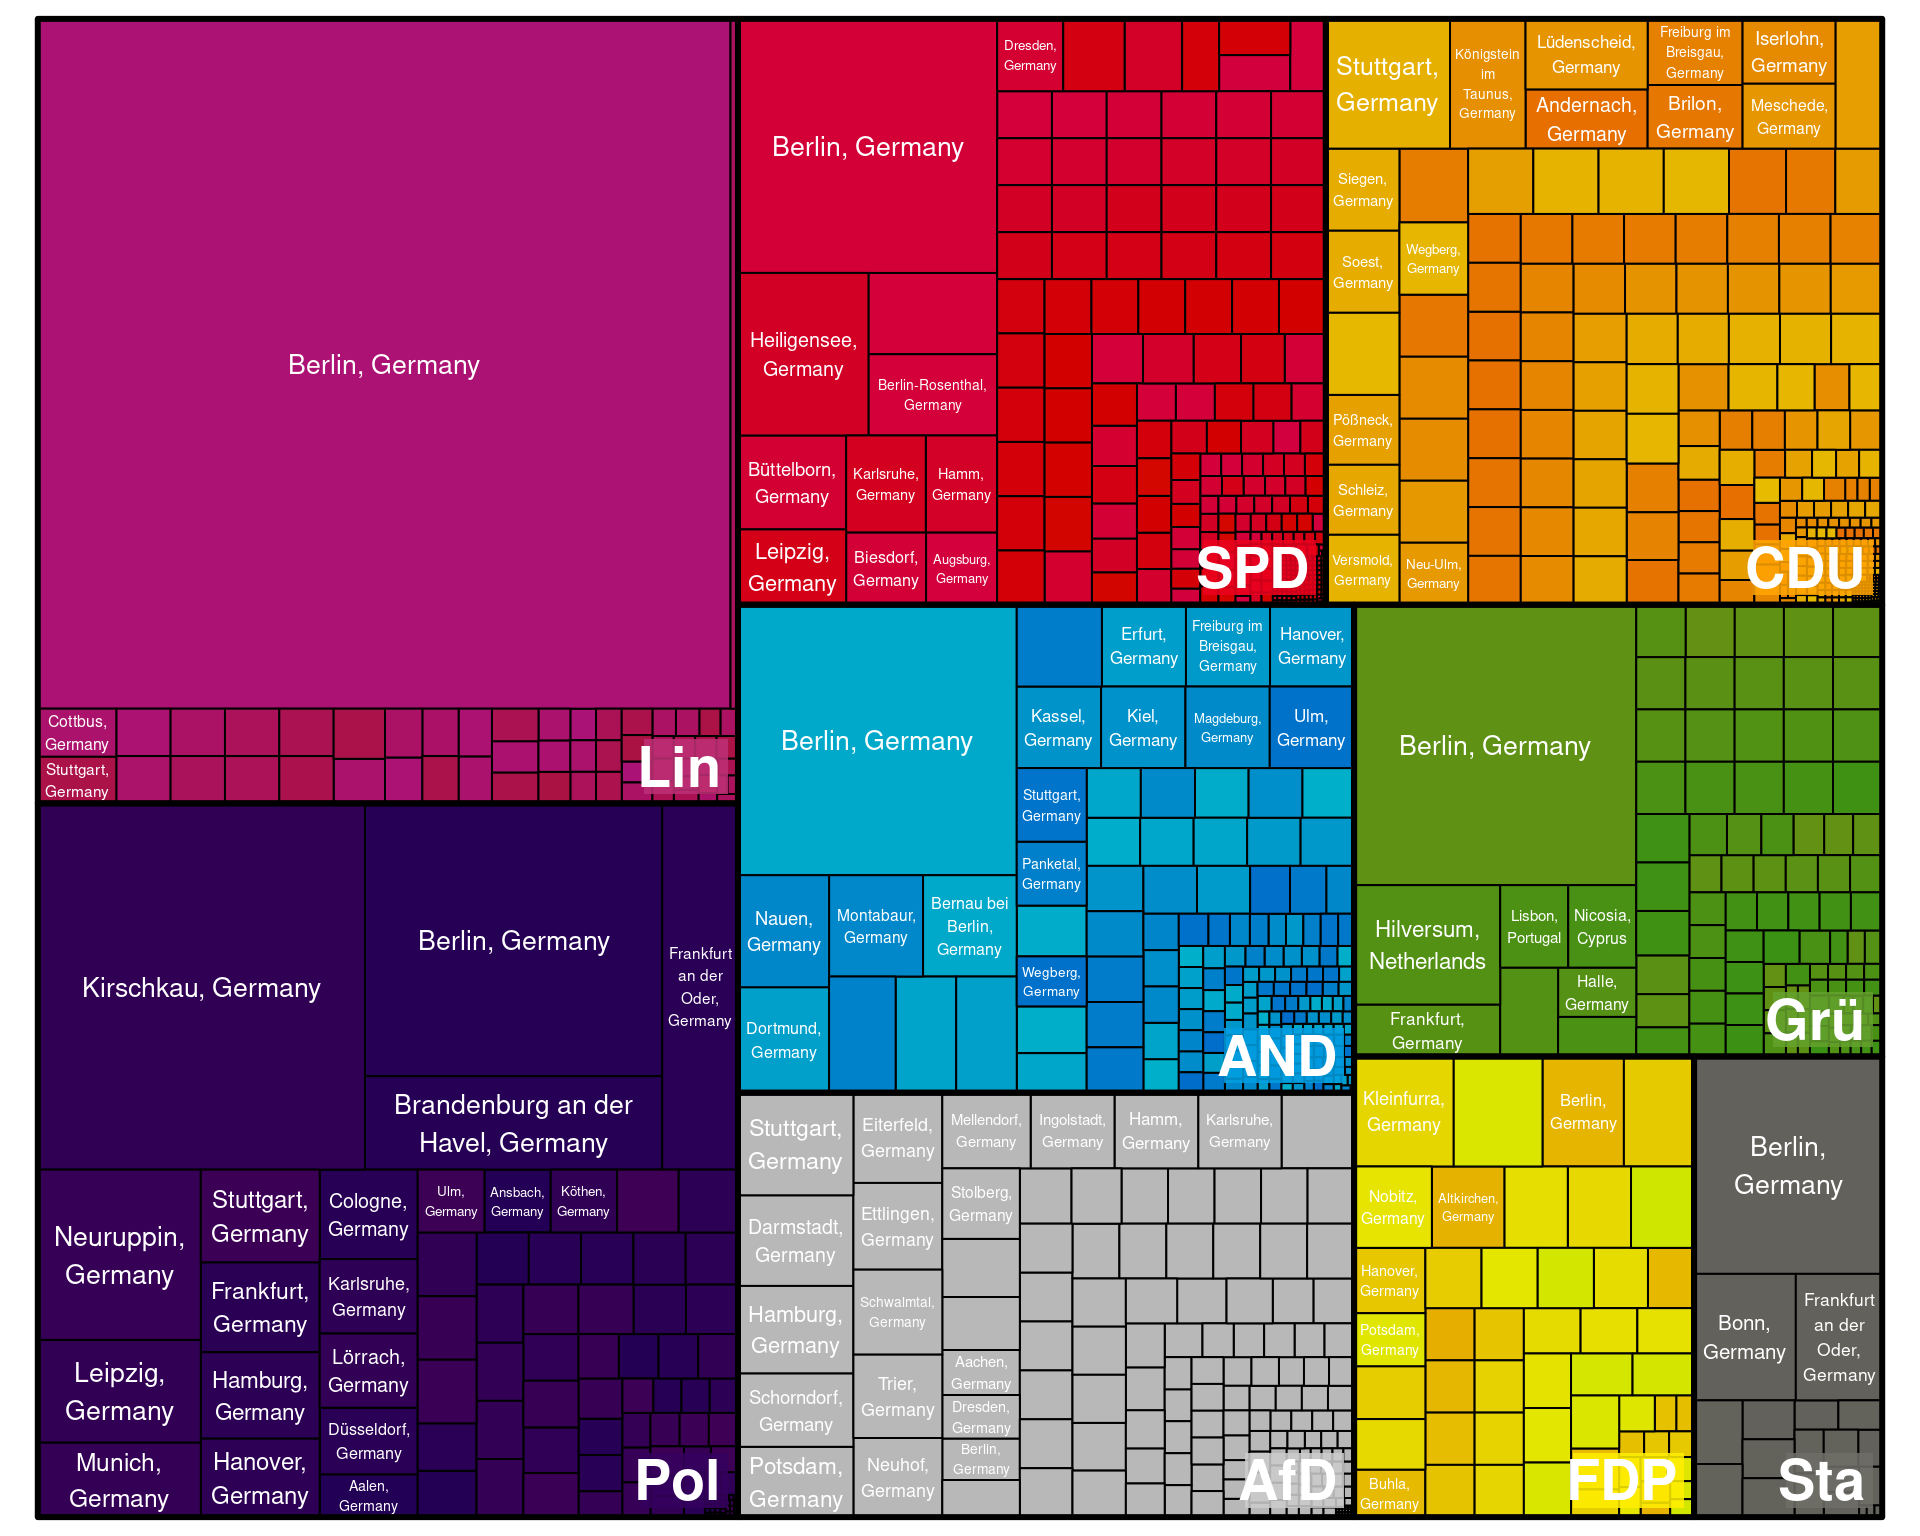 Berlin, Germany
Cottbus,
Germany
Stuttgart,
Germany
Lin
Berlin, Germany
Dresden,
Germany
Heiligensee,
Germany
Berlin-Rosenthal,
Germany
Büttelborn,
Germany
Karlsruhe,
Germany
Hamm,
Germany
Leipzig,
Germany
Biesdorf,
Germany
Augsburg,
Germany
SPD
Stuttgart,
Germany
Königstein
im
Taunus,
Germany
Lüdenscheid,
Germany
Freiburg im
Breisgau,
Germany
Iserlohn,
Germany
Andernach,
Germany
Brilon,
Germany
Meschede,
Germany
Siegen,
Germany
Soest,
Germany
Wegberg,
Germany
Pößneck,
Germany
Schleiz,
Germany
Versmold,
Germany
Neu-Ulm,
Germany
CDU
Kirschkau, Germany
Berlin, Germany
Frankfurt
an der
Oder,
Germany
Brandenburg an der
Havel, Germany
Neuruppin,
Germany
Stuttgart,
Germany
Cologne,
Germany
Ulm,
Germany
Ansbach,
Germany
Köthen,
Germany
Frankfurt,
Germany
Karlsruhe,
Germany
Leipzig,
Germany
Hamburg,
Germany
Lörrach,
Germany
Düsseldorf,
Germany
Munich,
Germany
Hanover,
Germany
Aalen,
Germany
Pol
Berlin, Germany
Erfurt,
Germany
Freiburg im
Breisgau,
Germany
Hanover,
Germany
Kassel,
Germany
Kiel,
Germany
Magdeburg,
Germany
Ulm,
Germany
Stuttgart,
Germany
Panketal,
Germany
Nauen,
Germany
Montabaur,
Germany
Bernau bei
Berlin,
Germany
Wegberg,
Germany
Dortmund,
Germany
AND
Berlin, Germany
Hilversum,
Netherlands
Lisbon,
Portugal
Nicosia,
Cyprus
Halle,
Germany
Frankfurt,
Germany
Grü
Stuttgart,
Germany
Eiterfeld,
Germany
Mellendorf,
Germany
Ingolstadt,
Germany
Hamm,
Germany
Karlsruhe,
Germany
Darmstadt,
Germany
Ettlingen,
Germany
Stolberg,
Germany
Hamburg,
Germany
Schwalmtal,
Germany
Schorndorf,
Germany
Trier,
Germany
Aachen,
Germany
Dresden,
Germany
Potsdam,
Germany
Neuhof,
Germany
Berlin,
Germany
AfD
Kleinfurra,
Germany
Berlin,
Germany
Nobitz,
Germany
Altkirchen,
Germany
Hanover,
Germany
Potsdam,
Germany
Buhla,
Germany
FDP
Berlin,
Germany
Bonn,
Germany
Frankfurt
an der
Oder,
Germany
Sta